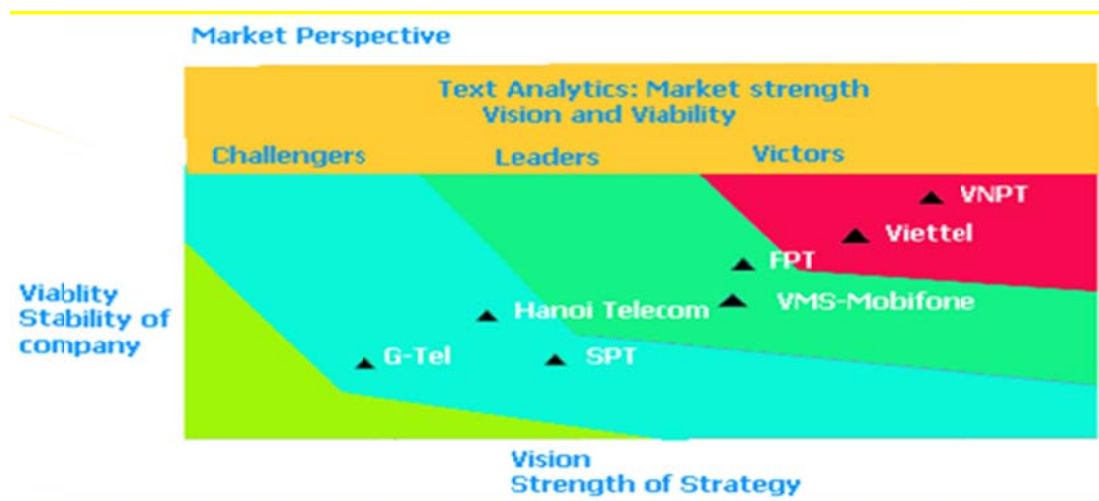 Market Perspective
Text Analytics: Market strength
Vision and Viability
Challengers
Leaders
Victors
VNPT
Viettel
FPT
VMS-Mobifone
Hanoi Telecom
G-Tel
SPT
Viablity
Stability of
company
Vision
Strength of Strategy